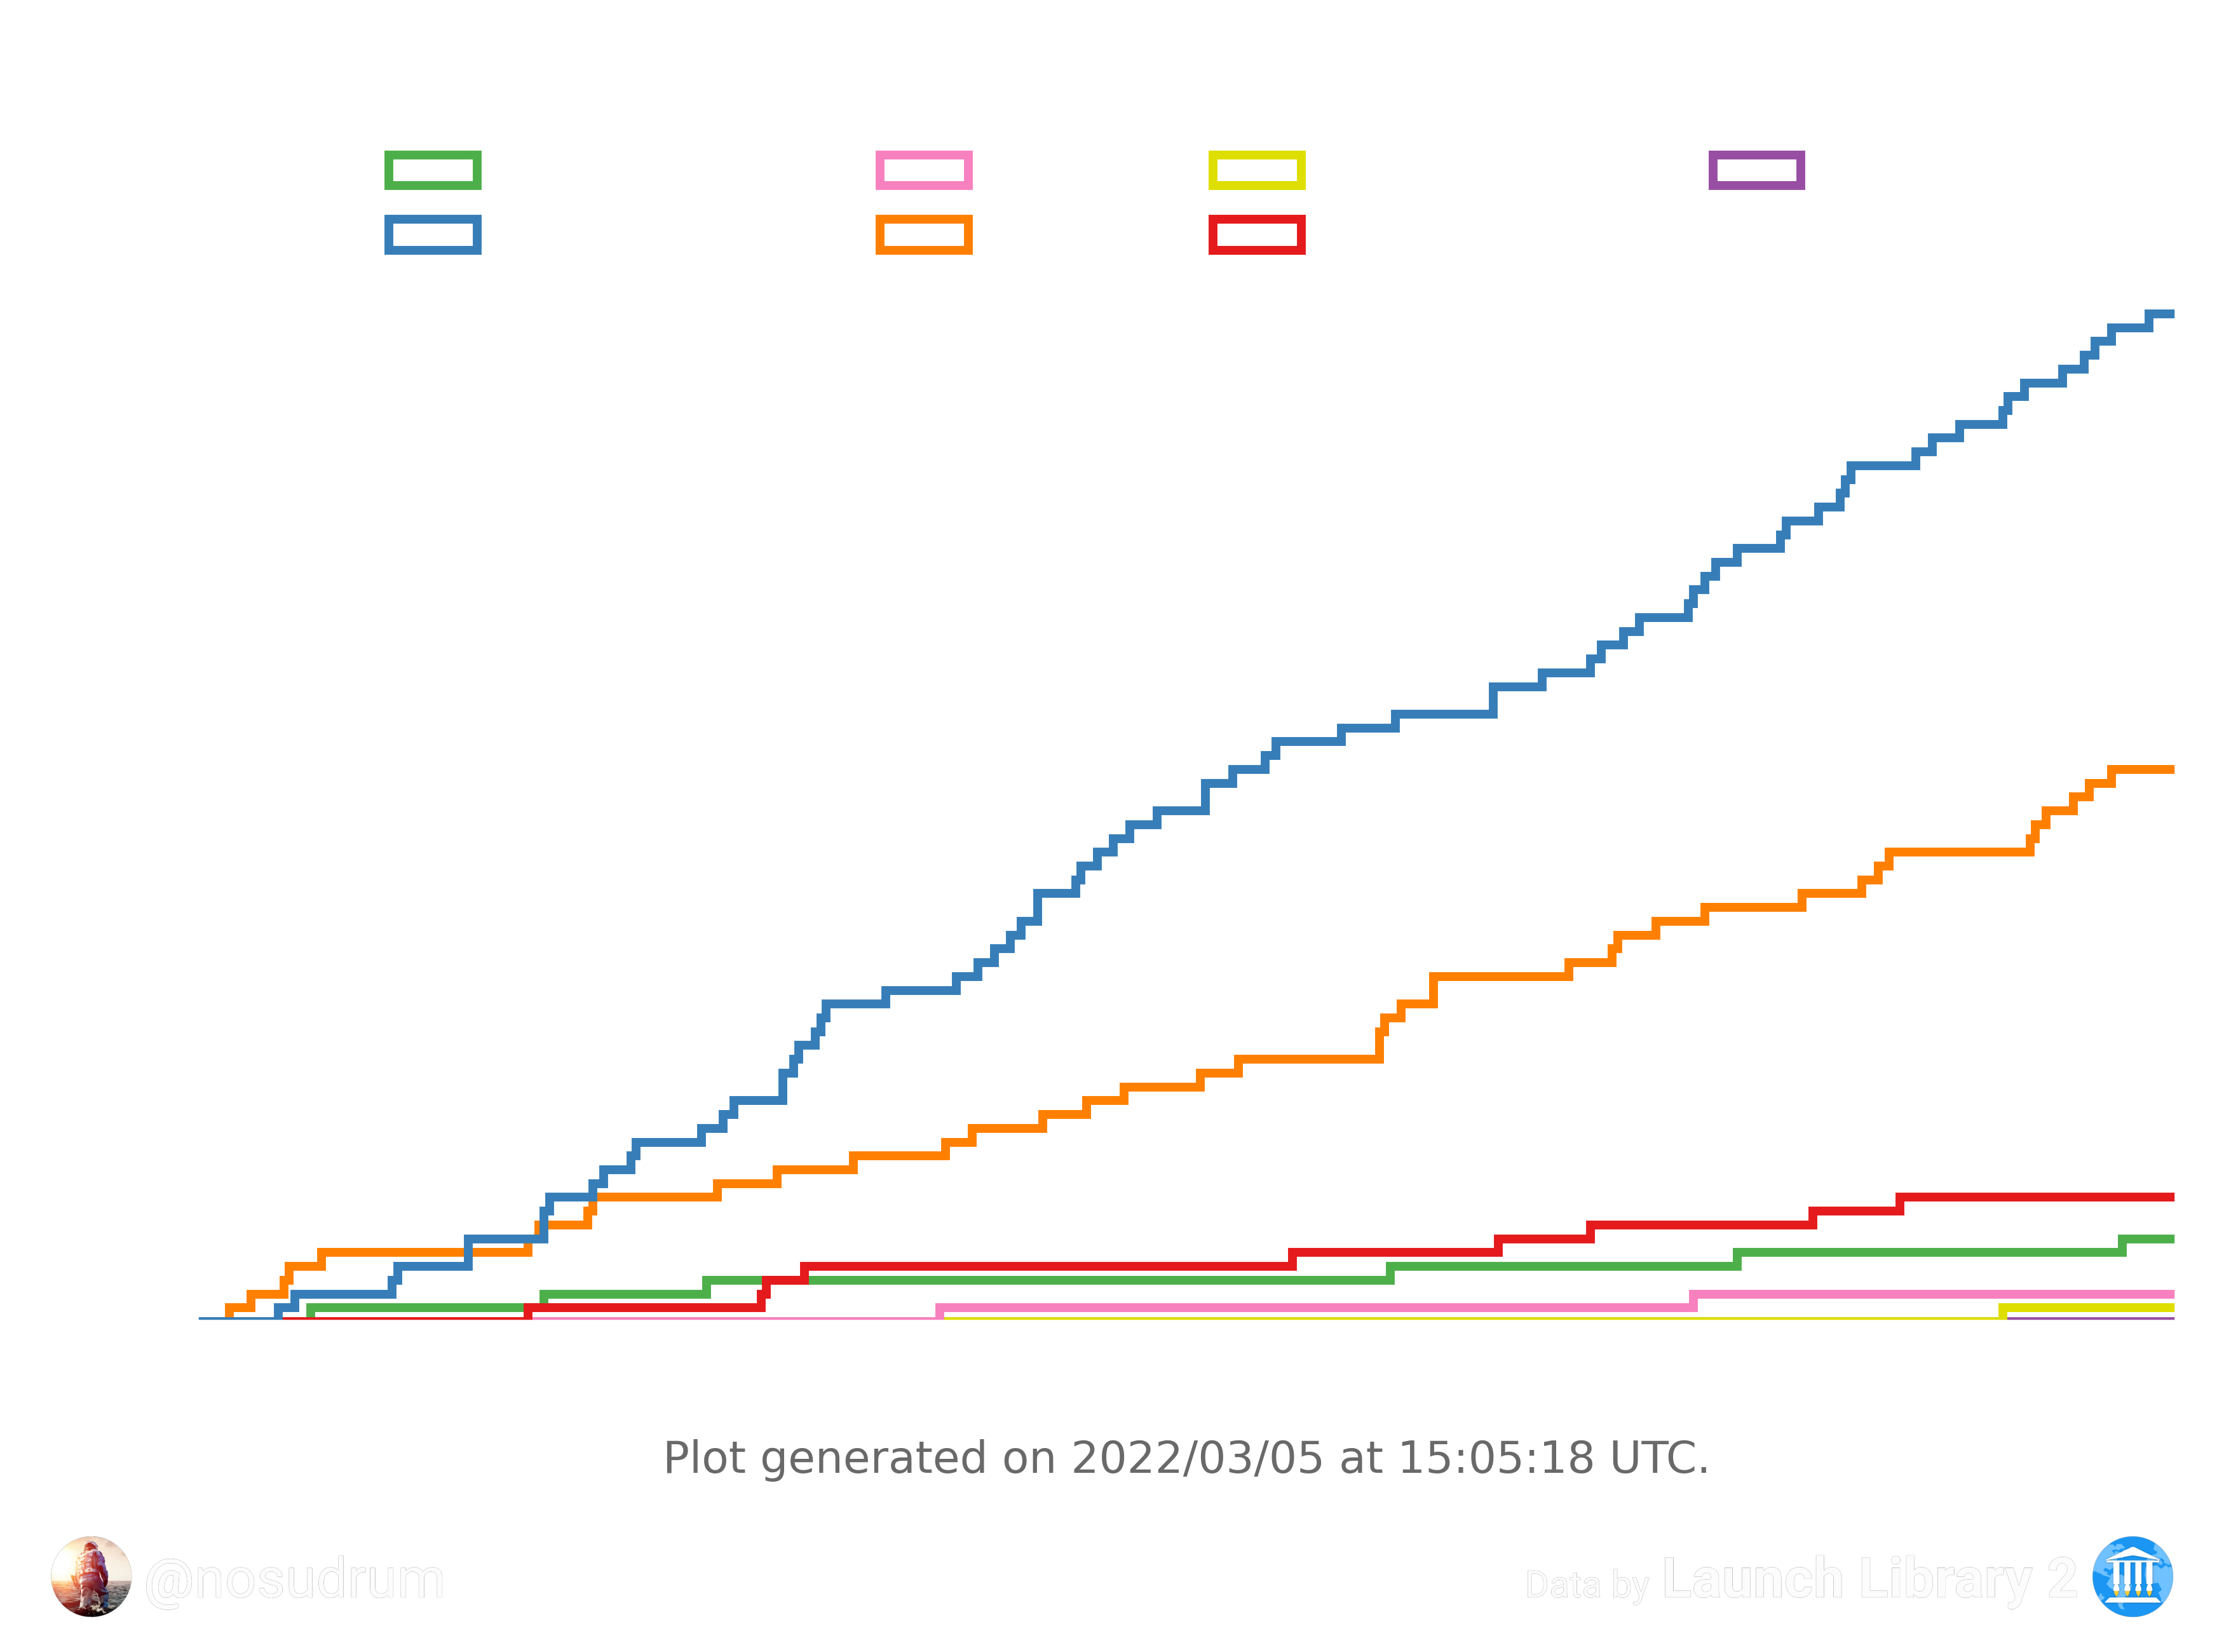 Plot generated on 2022/03/05 at 15:05:18 UTC.
@nosudrum
Data by Launch Library 2